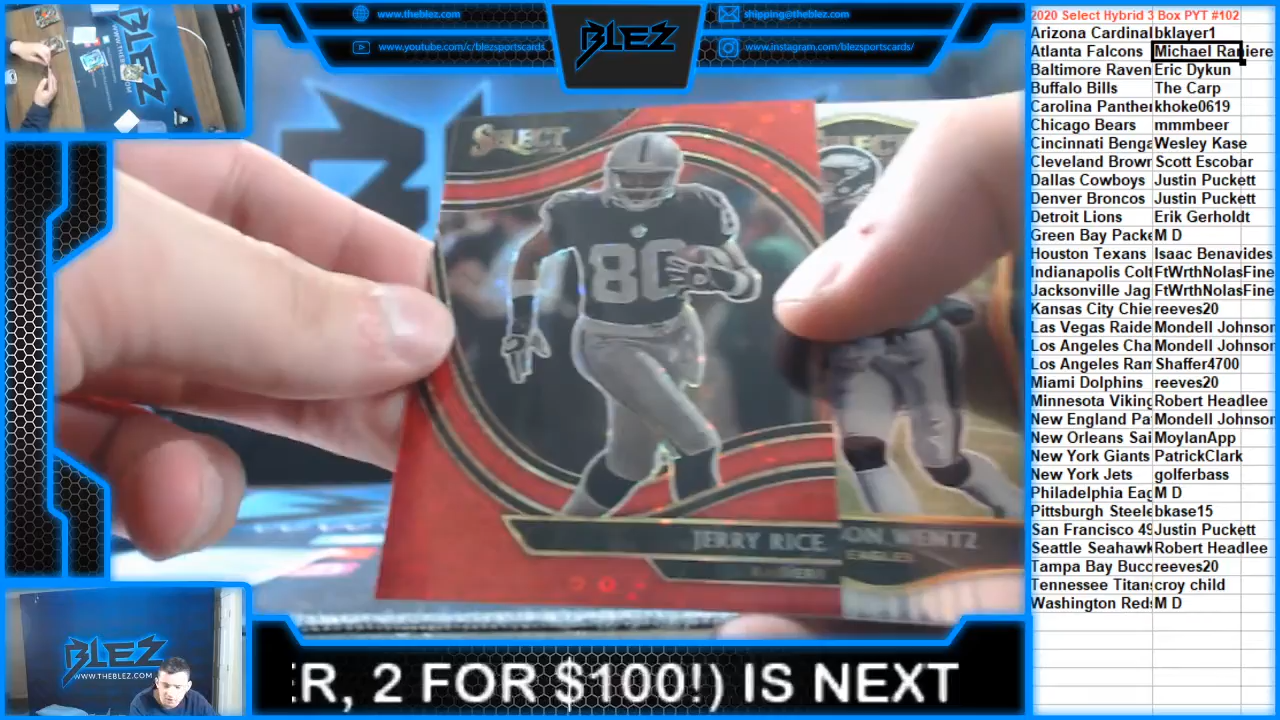 www.theblez.com
www.youtube.com/c/blezsportscards/
BLEZ
shipping@theblez.com
www.instagram.com/blezsportscards/
BLEZ
SELECT
80
JERRY RICE
ON WENTZ
EAGLES
BLEZ
WWW.THEBLEZ.COM
ER, 2 FOR $100!) IS NEXT
2020 Select Hybrid 3 Box PYT #102
Arizona Cardinal bklayer1
Atlanta Falcons Michael Raniere
Baltimore Raven Eric Dykun
Buffalo Bills The Carp
Carolina Panthe khoke0619
Chicago Bears mmmbeer
Cincinnati Benga Wesley Kase
Cleveland Brown Scott Escobar
Dallas Cowboys Justin Puckett
Denver Broncos Justin Puckett
Detroit Lions Erik Gerholdt
Green Bay Packe M D
Houston Texans Isaac Benavides
Indianapolis Colt FtWrthNolasFine
Jacksonville Jag FtWrthNolasFine
Kansas City Chie reeves20
Las Vegas Raide Mondell Johnson
Los Angeles Cha Mondell Johnson
Los Angeles Ram Shaffer4700
Miami Dolphins reeves20
Minnesota Viking Robert Headlee
New England Pa Mondell Johnson
New Orleans Sai MoylanApp
New York Giants PatrickClark
New York Jets golferbass
Philadelphia Eag M D
Pittsburgh Steele bkase15
San Francisco 49 Justin Puckett
Seattle Seahawk Robert Headlee
Tampa Bay Bucc reeves20
Tennessee Titans croy child
Washington Reds M D